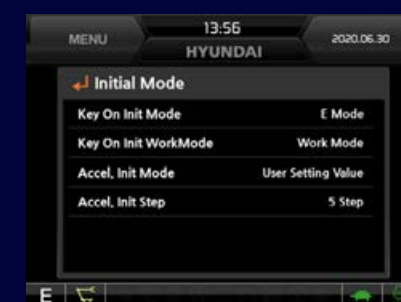 MENU
13:56
2020.06.30
HYUNDAI
Initial Mode
Key On Init Mode E Mode
Key On Init WorkMode Work Mode
Accel, Init Mode User Setting Value
Accel, Init Step 5 Step
E